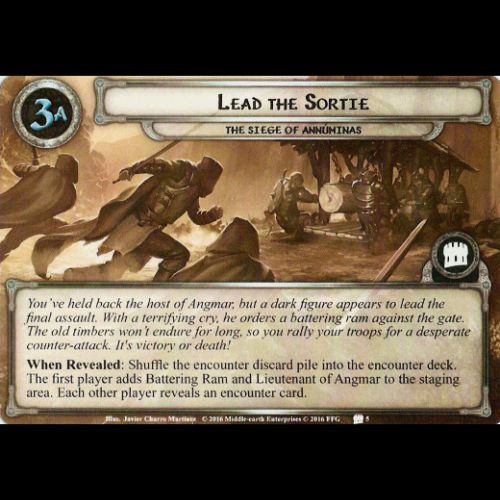 3A
LEAD THE SORTIE
THE SIEGE OF ANNÚMINAS
You've held back the host of Angmar, but a dark figure appears to lead the
final assault. With a terrifying cry, he orders a battering ram against the gate.
The old timbers won't endure for long, so you rally your troops for a desperate
counter-attack. It's victory or death!
When Revealed: Shuffle the encounter discard pile into the encounter deck.
The first player adds Battering Ram and Lieutenant of Angmar to the staging
area. Each other player reveals an encounter card.
Illus. Javier Charro Martínez © 2016 Middle-earth Enterprises © 2016 FFG 5